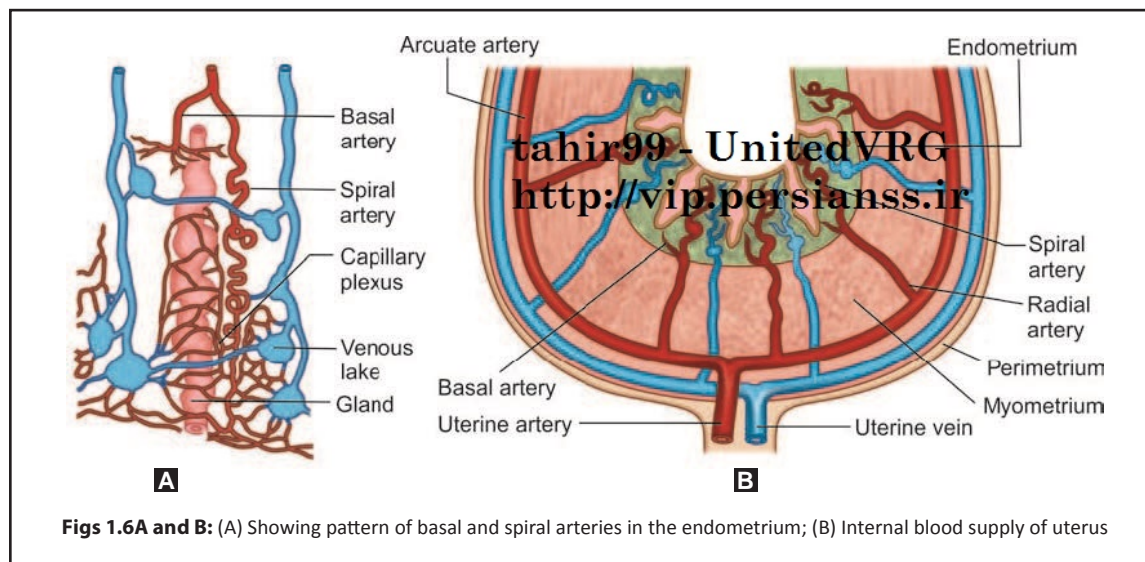 Basal
artery
Spiral
artery
Capillary
plexus
Venous
lake
Gland
A
Arcuate artery
Endometrium
tahir99 - UnitedVRG
http://vip.persianss.ir
Spiral
artery
Radial
artery
Perimetrium
Myometrium
Basal artery
Uterine artery
Uterine vein
B
Figs 1.6A and B: (A) Showing pattern of basal and spiral arteries in the endometrium; (B) Internal blood supply of uterus